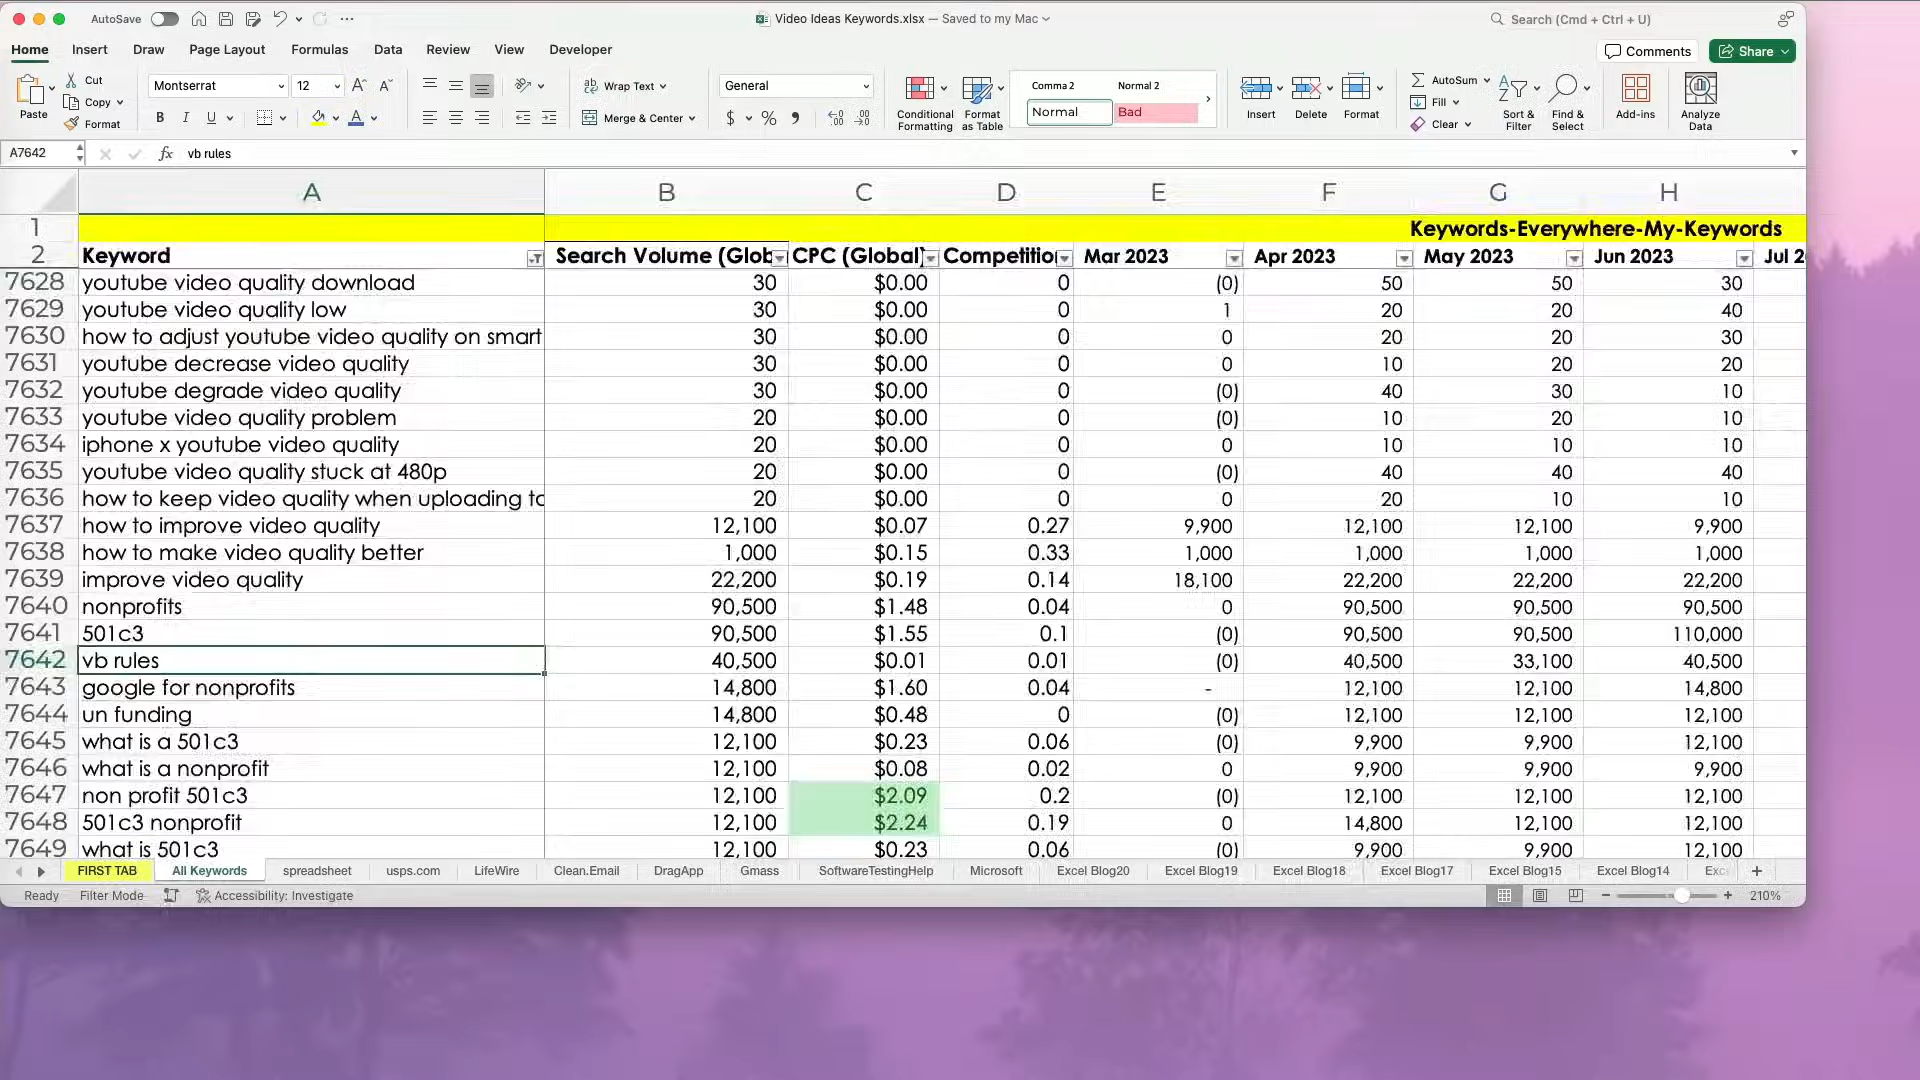 AutoSave
Video Ideas Keywords.xlsx — Saved to my Mac
Search (Cmd + Ctrl + U)
Home Insert Draw Page Layout Formulas Data Review View Developer
Comments Share
Paste Cut Copy Format
Montserrat 12
B I U A
ab Wrap Text
Merge & Center
General
$ % 9
Conditional Formatting
Format as Table
Comma 2 Normal 2
Normal Bad
Insert Delete Format
AutoSum
Fill
Clear
Sort & Filter
Find & Select
Add-ins
Analyze Data
A7642 fx vb rules
A B C D E F G H
1 Keywords-Everywhere-My-Keywords
2 Keyword Search Volume (Glob CPC (Global) Competitio Mar 2023 Apr 2023 May 2023 Jun 2023 Jul 2
7628 youtube video quality download 30 $0.00 0 (0) 50 50 30
7629 youtube video quality low 30 $0.00 0 1 20 20 40
7630 how to adjust youtube video quality on smart 30 $0.00 0 0 20 20 30
7631 youtube decrease video quality 30 $0.00 0 0 10 20 20
7632 youtube degrade video quality 30 $0.00 0 (0) 40 30 10
7633 youtube video quality problem 20 $0.00 0 (0) 10 20 10
7634 iphone x youtube video quality 20 $0.00 0 0 10 10 10
7635 youtube video quality stuck at 480p 20 $0.00 0 (0) 40 40 40
7636 how to keep video quality when uploading to 20 $0.00 0 0 20 10 10
7637 how to improve video quality 12,100 $0.07 0.27 9,900 12,100 12,100 9,900
7638 how to make video quality better 1,000 $0.15 0.33 1,000 1,000 1,000 1,000
7639 improve video quality 22,200 $0.19 0.14 18,100 22,200 22,200 22,200
7640 nonprofits 90,500 $1.48 0.04 0 90,500 90,500 90,500
7641 501c3 90,500 $1.55 0.1 (0) 90,500 90,500 110,000
7642 vb rules 40,500 $0.01 0.01 (0) 40,500 33,100 40,500
7643 google for nonprofits 14,800 $1.60 0.04 - 12,100 12,100 14,800
7644 un funding 14,800 $0.48 0 (0) 12,100 12,100 12,100
7645 what is a 501c3 12,100 $0.23 0.06 (0) 9,900 9,900 12,100
7646 what is a nonprofit 12,100 $0.08 0.02 0 9,900 9,900 9,900
7647 non profit 501c3 12,100 $2.09 0.2 (0) 12,100 12,100 12,100
7648 501c3 nonprofit 12,100 $2.24 0.19 0 14,800 12,100 12,100
7649 what is 501c3 12,100 $0.23 0.06 (0) 9,900 9,900 12,100
FIRST TAB All Keywords spreadsheet usps.com LifeWire Clean.Email DragApp Gmass SoftwareTestingHelp Microsoft Excel Blog20 Excel Blog19 Excel Blog18 Excel Blog17 Excel Blog15 Excel Blog14 Exc
Ready Filter Mode Accessibility: Investigate 210%